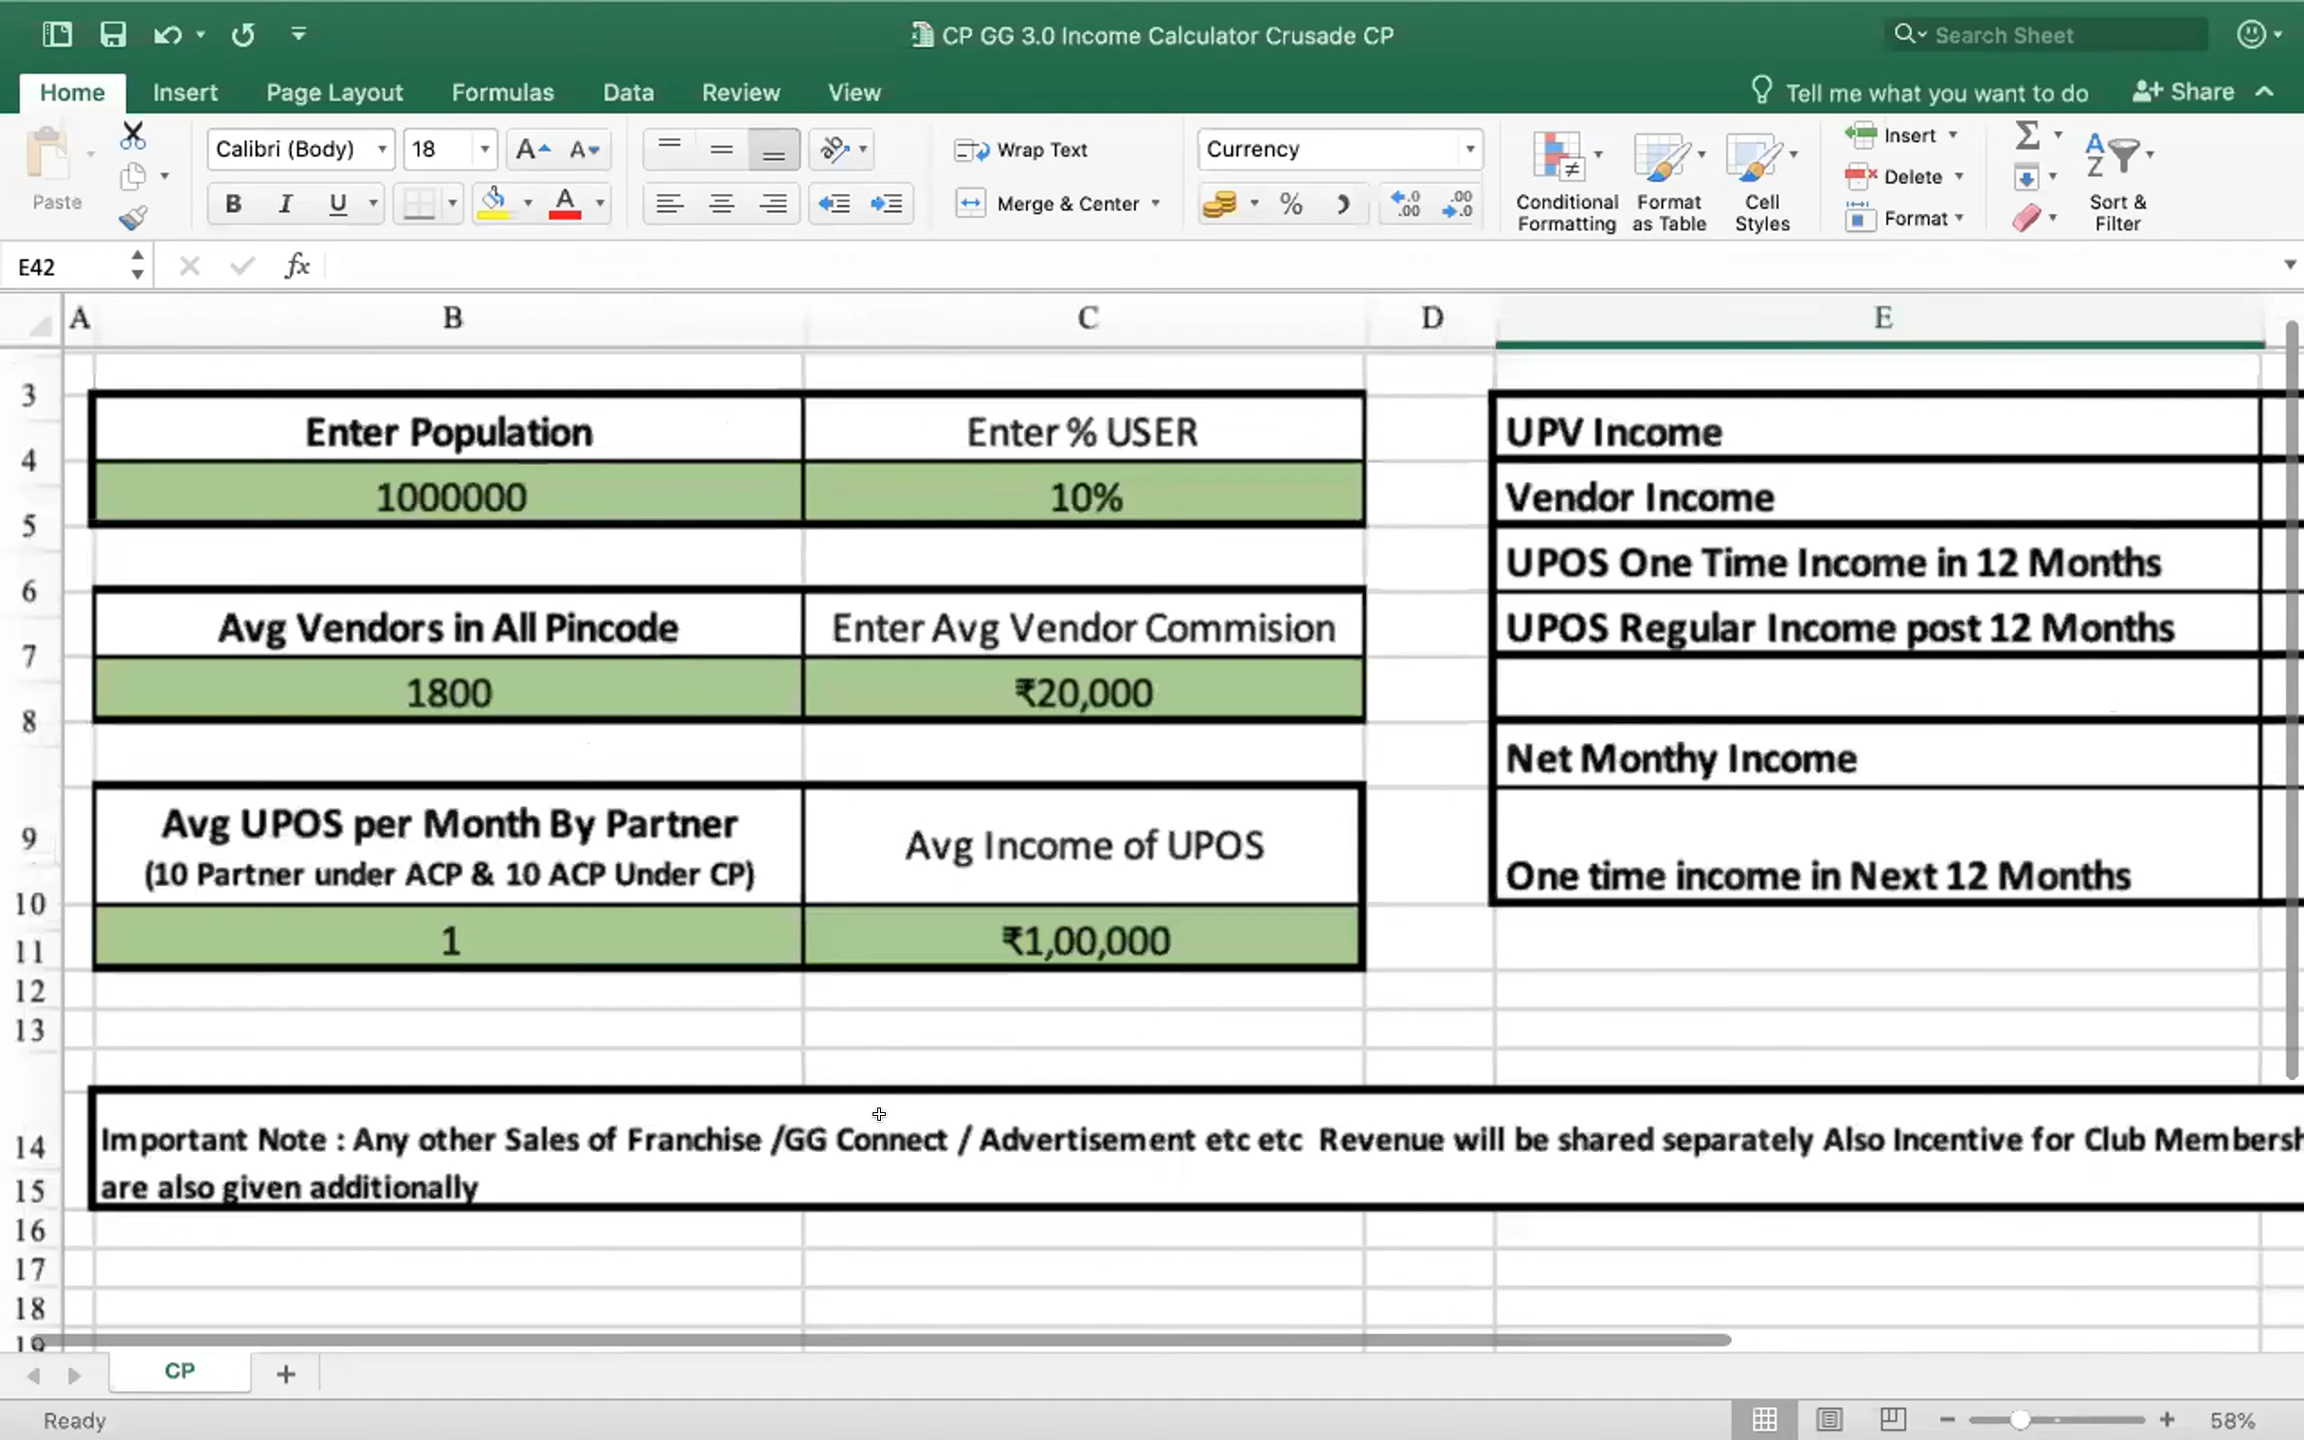 CP GG 3.0 Income Calculator Crusade CP
Search Sheet
Home Insert Page Layout Formulas Data Review View
Tell me what you want to do
Share
Paste
Calibri (Body)
18
A A
B I U
A
Wrap Text
Merge & Center
Currency
%
Conditional Formatting
Format as Table
Cell Styles
Insert
Delete
Format
Sort & Filter
E42
fx
A B C D E
3
Enter Population Enter % USER UPV Income
4
1000000 10% Vendor Income
5
UPOS One Time Income in 12 Months
6
Avg Vendors in All Pincode Enter Avg Vendor Commision UPOS Regular Income post 12 Months
7
1800 ₹20,000
8
Net Monthy Income
Avg UPOS per Month By Partner
9
Avg Income of UPOS
(10 Partner under ACP & 10 ACP Under CP)
One time income in Next 12 Months
10
1 ₹1,00,000
11
12
13
14
Important Note : Any other Sales of Franchise /GG Connect / Advertisement etc etc Revenue will be shared separately Also Incentive for Club Membersh
15
are also given additionally
16
17
18
19
CP
+
Ready
58%